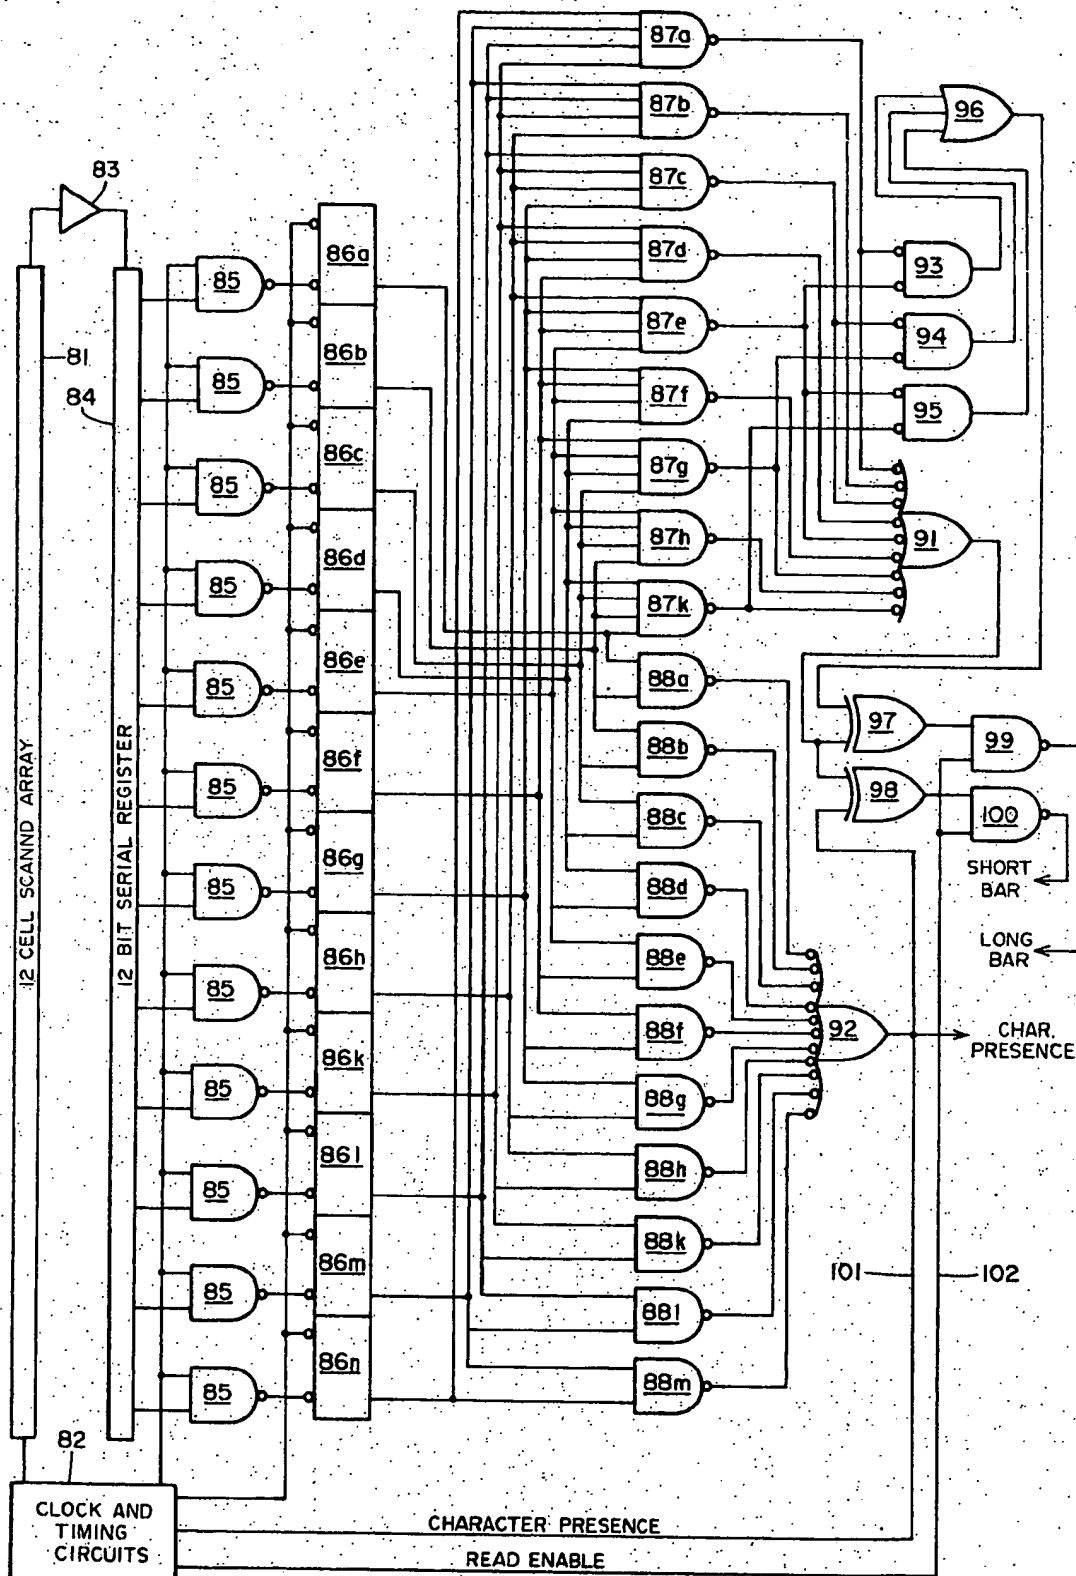 87a
87b
96
83
87c
86a
87d
93
85
86b
87e
94
81
85
84
87f
95
86c
87g
85
86d
87h
91
85
87k
86e
88a
85
97
99
86f
88b
85
98
100
86g
88c
SHORT
BAR
85
88d
86h
88e
LONG
BAR
85
88f
92
CHAR.
PRESENCE
86k
88g
85
86l
88h
85
88k
86m
101
102
85
88l
86n
88m
85
12 CELL SCANND ARRAY
12 BIT SERIAL REGISTER
82
CLOCK AND
TIMING
CIRCUITS
CHARACTER PRESENCE
READ ENABLE